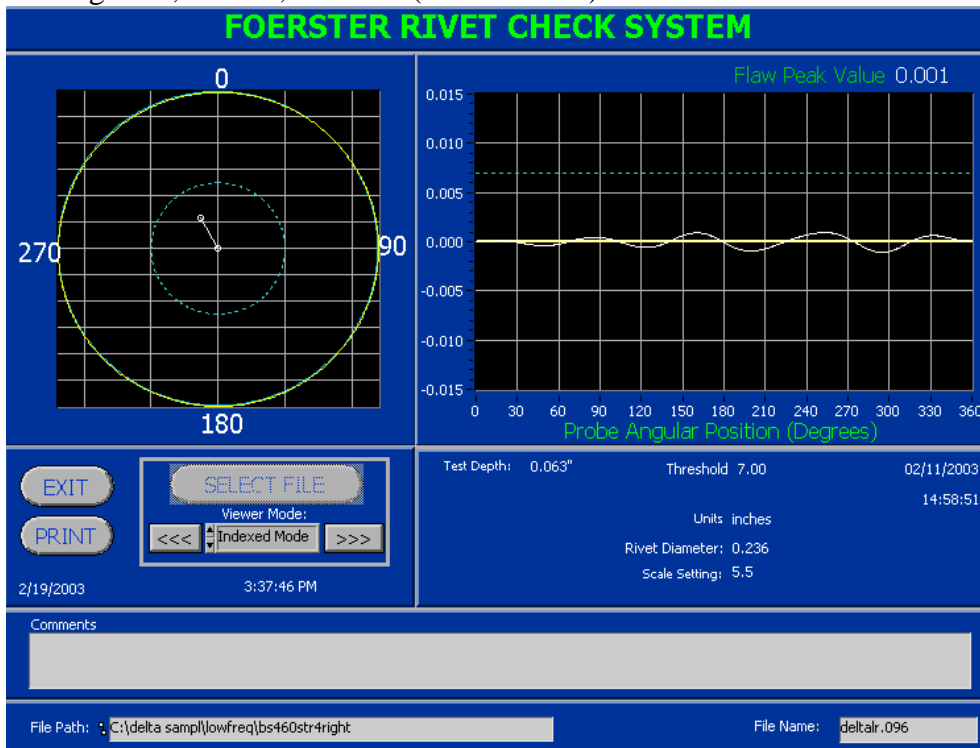 FOERSTER RIVET CHECK SYSTEM
0
270
90
180
Flaw Peak Value 0.001
0.015
0.010
0.005
0.000
-0.005
-0.010
-0.015
0 30 60 90 120 150 180 210 240 270 300 330 360
Probe Angular Position (Degrees)
EXIT
PRINT
SELECT FILE
Viewer Mode:
<<< Indexed Mode >>>
2/19/2003 3:37:46 PM
Test Depth: 0.063" Threshold 7.00 02/11/2003
14:58:51
Units inches
Rivet Diameter: 0.236
Scale Setting: 5.5
Comments
File Path: C:\delta sampl\lowfreq\bs460str4right File Name: deltalr.096